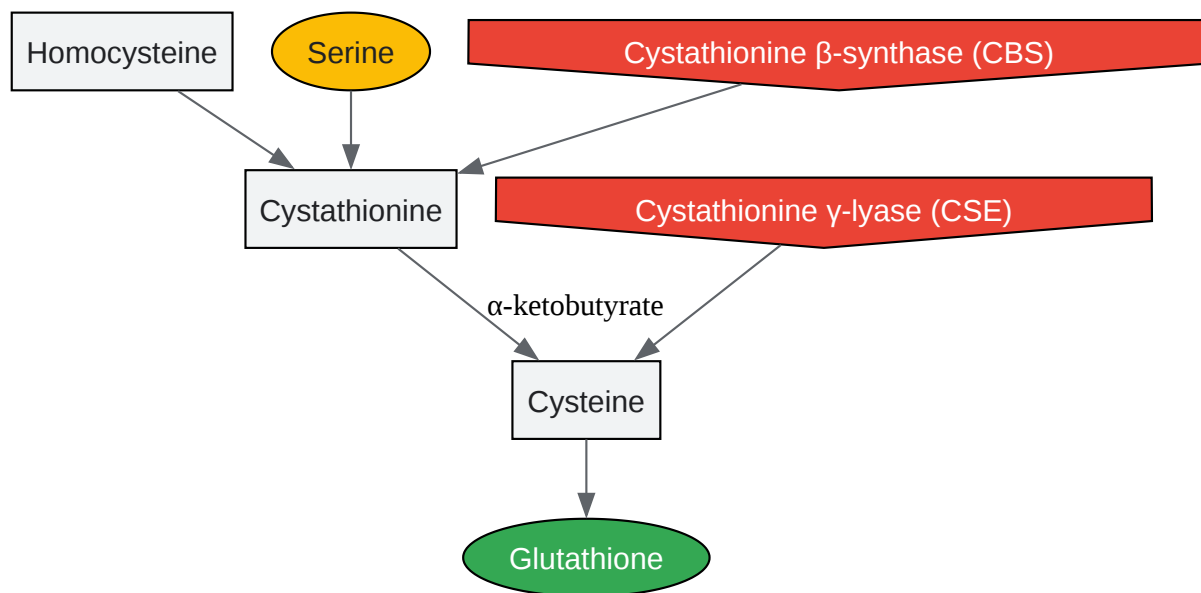 Homocysteine
Serine
Cystathionine β-synthase (CBS)
Cystathionine
Cystathionine γ-lyase (CSE)
α-ketobutyrate
Cysteine
Glutathione